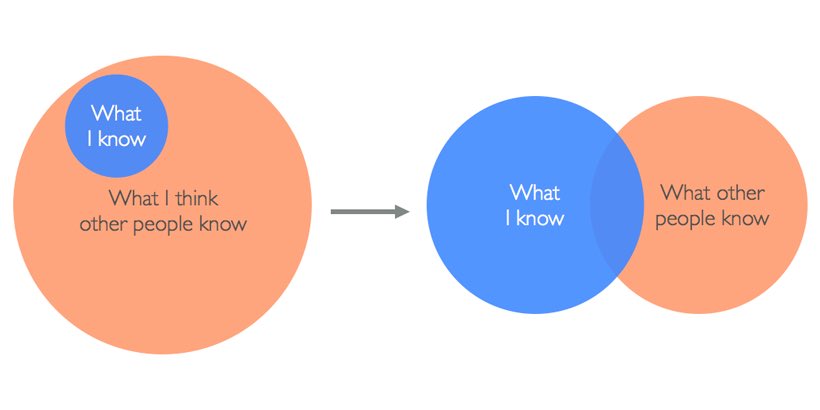 What
I know
What I think
other people know
What
I know
What other
people know